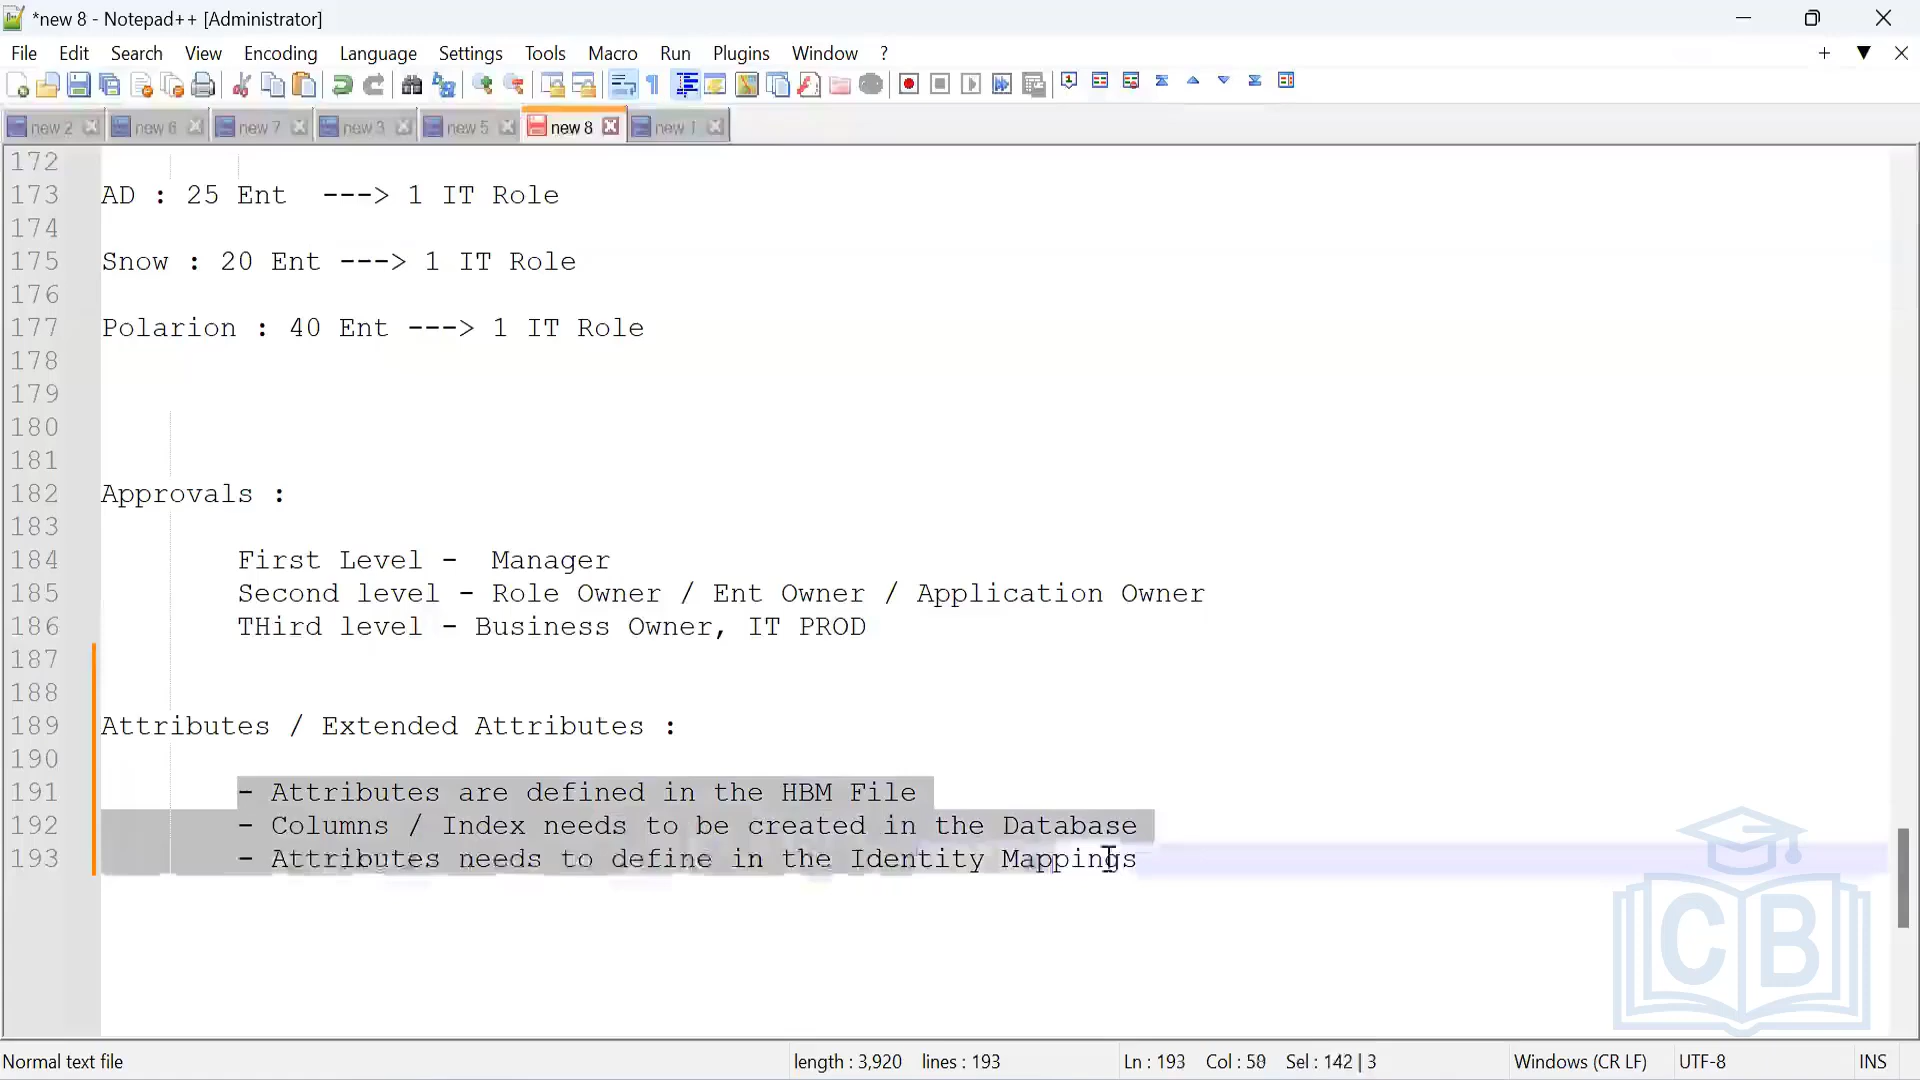 *new 8 - Notepad++ [Administrator]
File Edit Search View Encoding Language Settings Tools Macro Run Plugins Window ?
new 2 new 6 new 7 new 3 new 5 new 8 new 1
172
173 AD : 25 Ent ---> 1 IT Role
174
175 Snow : 20 Ent ---> 1 IT Role
176
177 Polarion : 40 Ent ---> 1 IT Role
178
179
180
181
182 Approvals :
183
184 First Level - Manager
185 Second level - Role Owner / Ent Owner / Application Owner
186 THird level - Business Owner, IT PROD
187
188
189 Attributes / Extended Attributes :
190
191 - Attributes are defined in the HBM File
192 - Columns / Index needs to be created in the Database
193 - Attributes needs to define in the Identity Mappings
CB
Normal text file length : 3,920 lines : 193 Ln : 193 Col : 50 Sel : 142 | 3 Windows (CR LF) UTF-8 INS